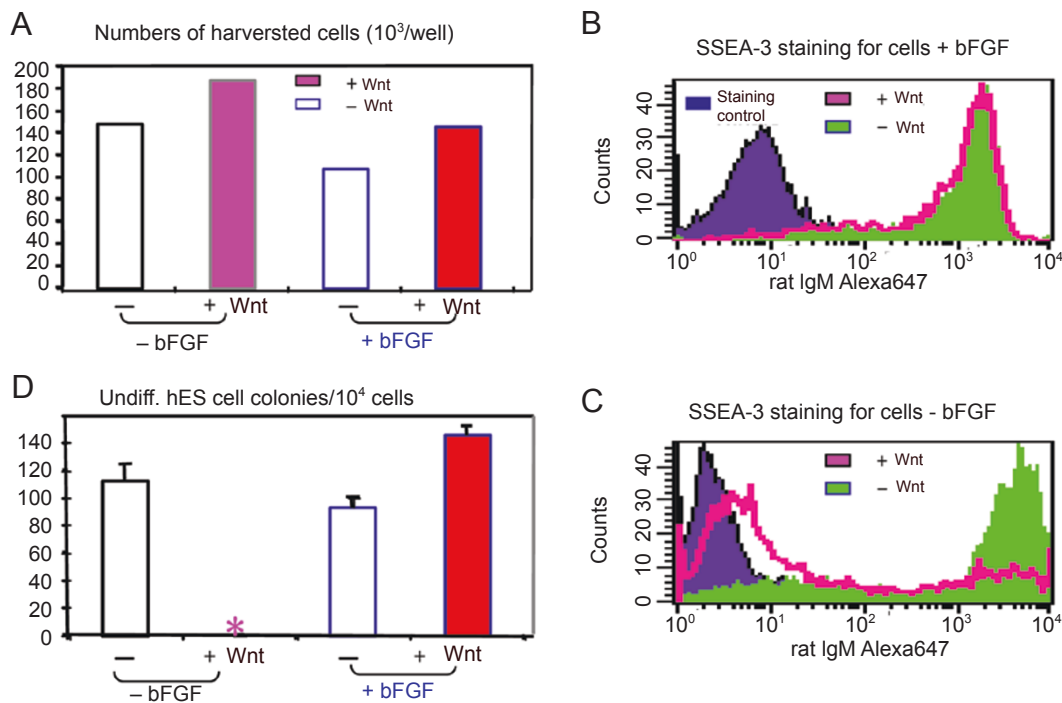 A
Numbers of harversted cells (10³/well)
200
180
160
140
120
100
80
60
40
20
0
+ Wnt
– Wnt
– + Wnt – + Wnt
– bFGF + bFGF
B
SSEA-3 staining for cells + bFGF
Staining
control
+ Wnt
– Wnt
Counts
40
30
20
10
0
10⁰ 10¹ 10² 10³ 10⁴
rat IgM Alexa647
D
Undiff. hES cell colonies/10⁴ cells
140
120
100
80
60
40
20
0
*
– + Wnt – + Wnt
– bFGF + bFGF
C
SSEA-3 staining for cells - bFGF
+ Wnt
– Wnt
Counts
40
30
20
10
0
10⁰ 10¹ 10² 10³ 10⁴
rat IgM Alexa647